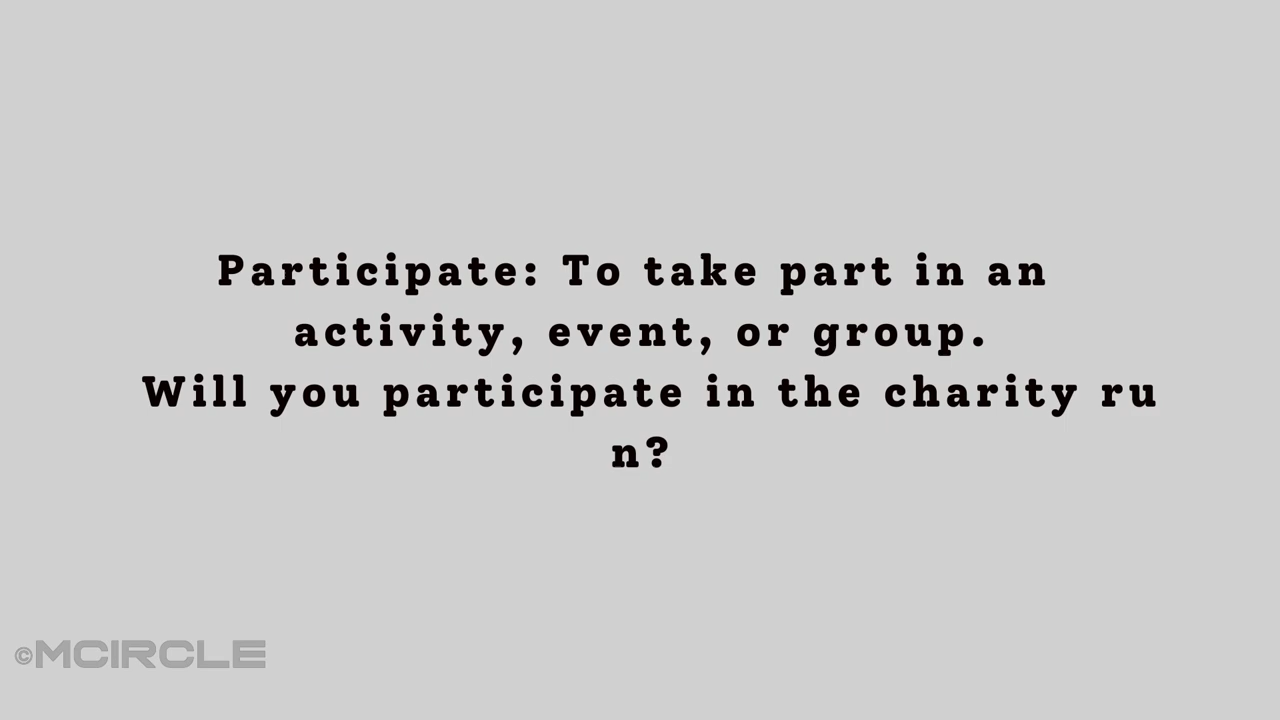 Participate: To take part in an
activity, event, or group.
Will you participate in the charity ru
n?
©MCIRCLE